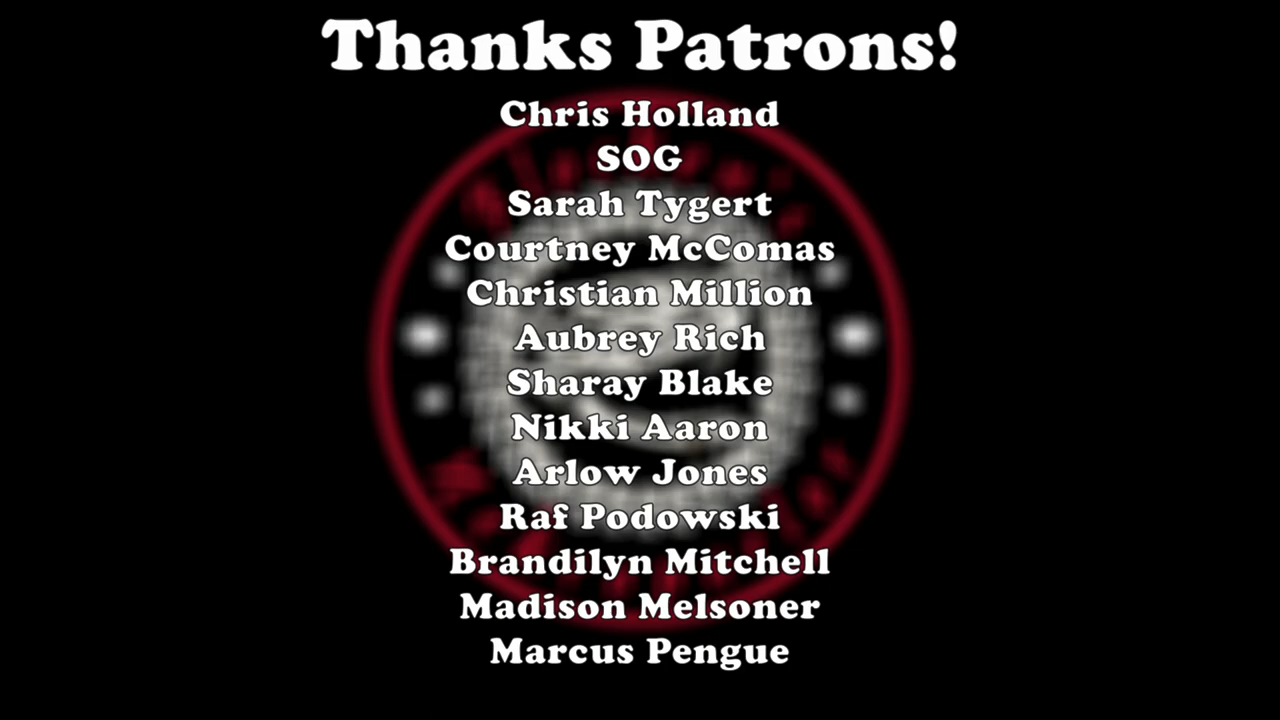 Thanks Patrons!
Chris Holland
SOG
Sarah Tygert
Courtney McComas
Christian Million
Aubrey Rich
Sharay Blake
Nikki Aaron
Arlow Jones
Raf Podowski
Brandilyn Mitchell
Madison Melsoner
Marcus Pengue